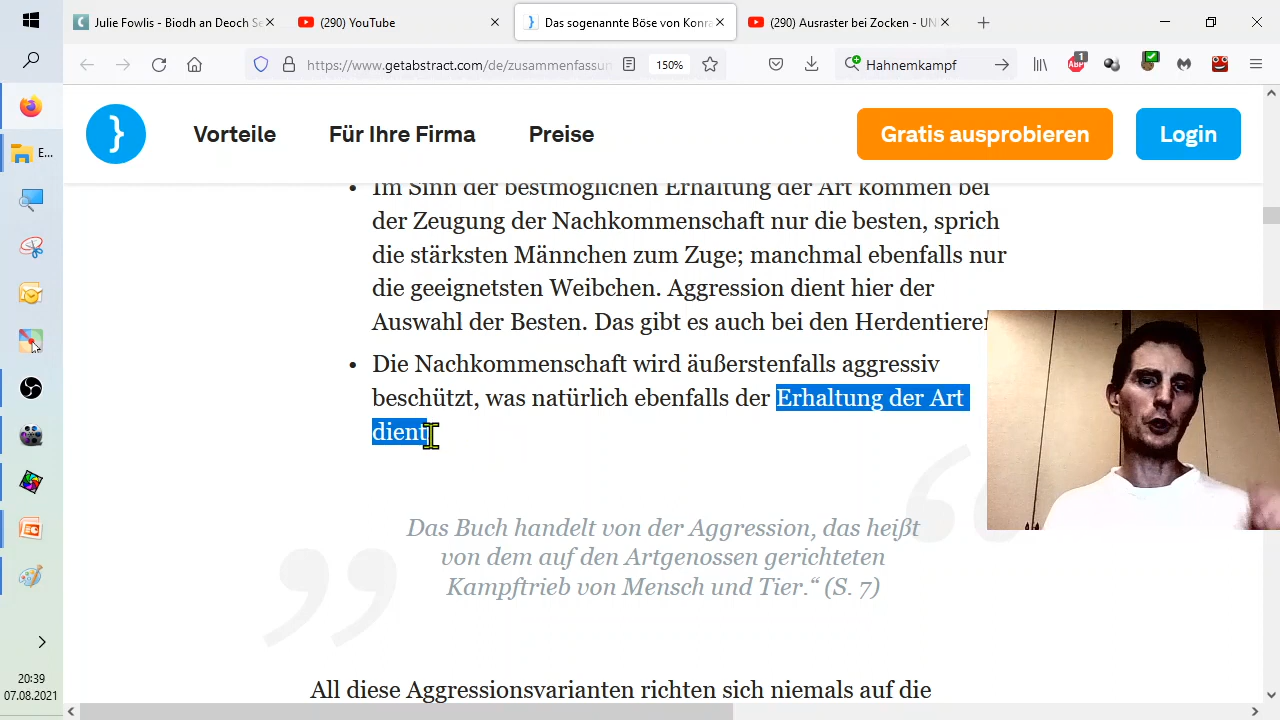 Julie Fowlis - Biodh an Deoch Se
(290) YouTube
Das sogenannte Böse von Konra
(290) Ausraster bei Zocken - UN
https://www.getabstract.com/de/zusammenfassun
150%
Hahnemkampf
ABP
1
E...
}
Vorteile
Für Ihre Firma
Preise
Gratis ausprobieren
Login
• Im Sinn der bestmöglichen Erhaltung der Art kommen bei
der Zeugung der Nachkommenschaft nur die besten, sprich
die stärksten Männchen zum Zuge; manchmal ebenfalls nur
die geeignetsten Weibchen. Aggression dient hier der
Auswahl der Besten. Das gibt es auch bei den Herdentieren
• Die Nachkommenschaft wird äußerstenfalls aggressiv
beschützt, was natürlich ebenfalls der Erhaltung der Art
dient
Das Buch handelt von der Aggression, das heißt
von dem auf den Artgenossen gerichteten
Kampftrieb von Mensch und Tier.“ (S. 7)
All diese Aggressionsvarianten richten sich niemals auf die
20:39
07.08.2021